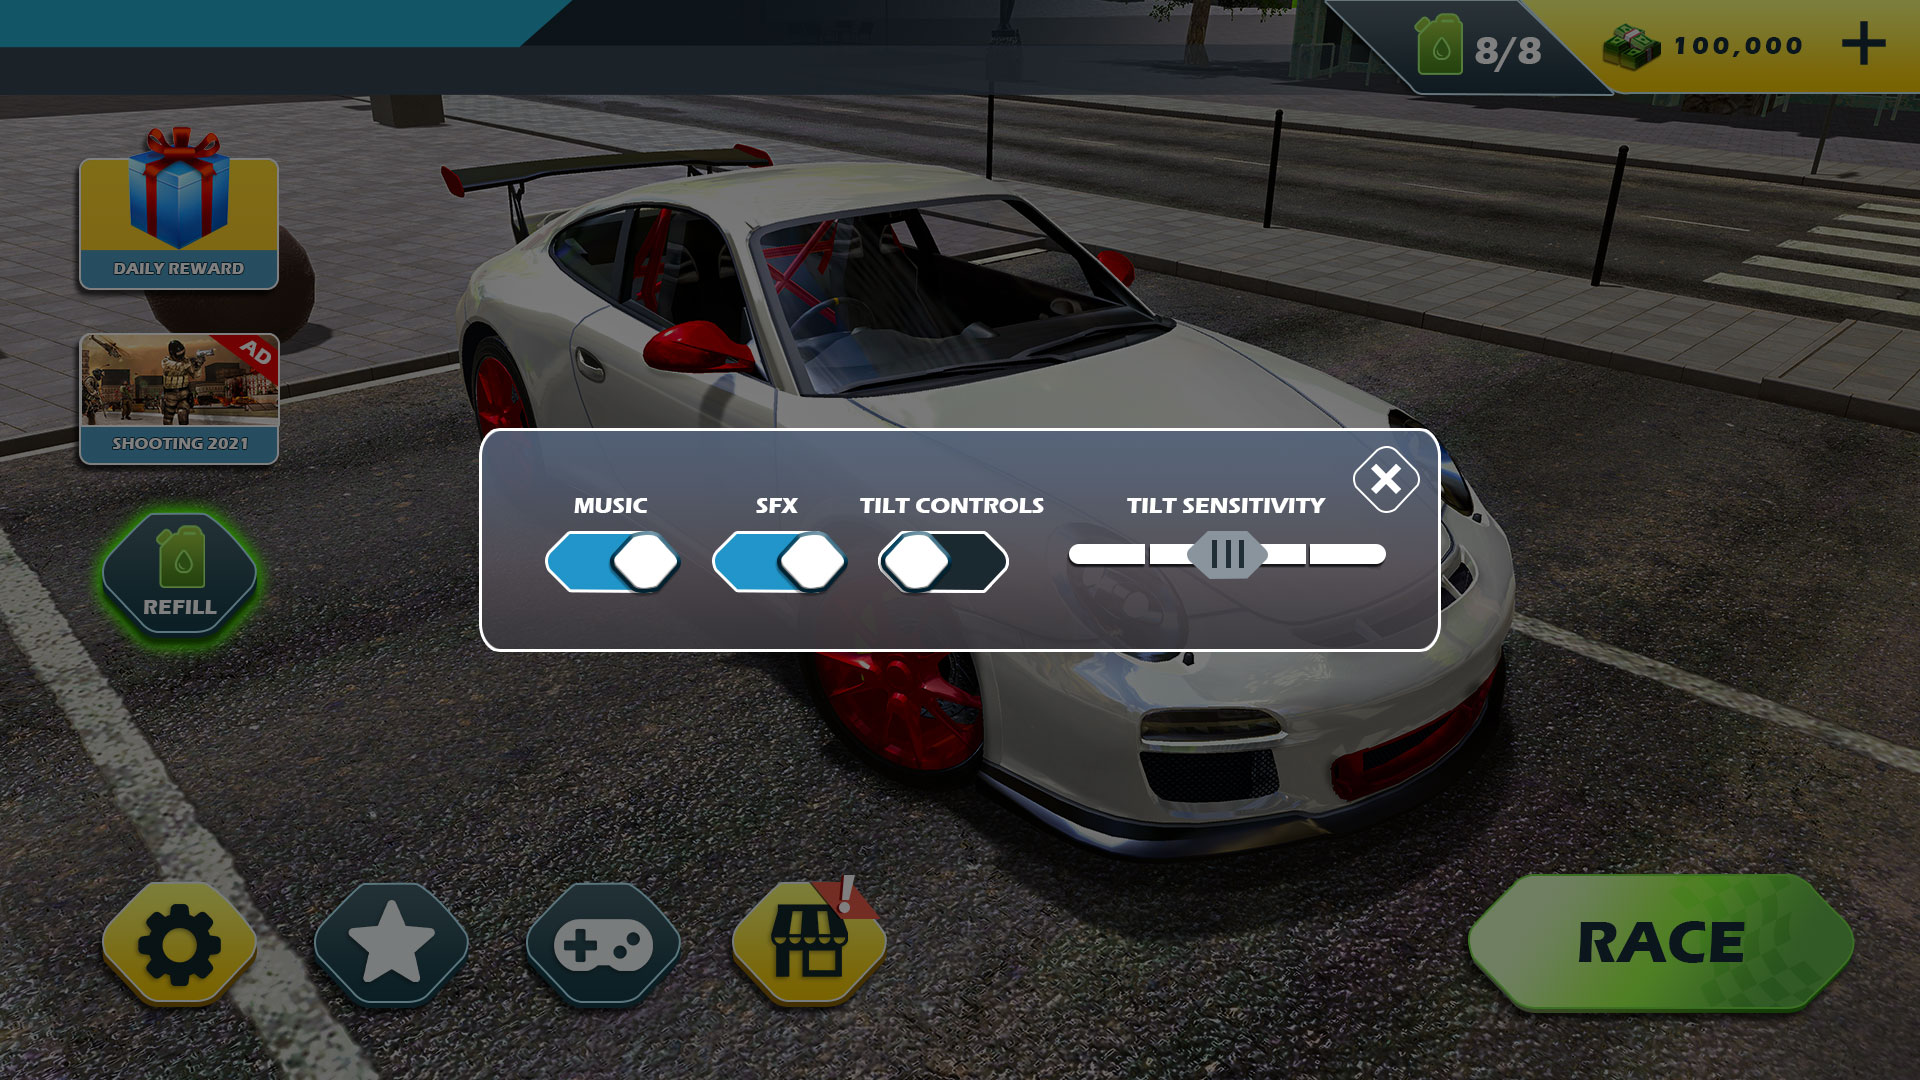 8/8
100,000
DAILY REWARD
AD
SHOOTING 2021
MUSIC
SFX
TILT CONTROLS
TILT SENSITIVITY
REFILL
!
RACE